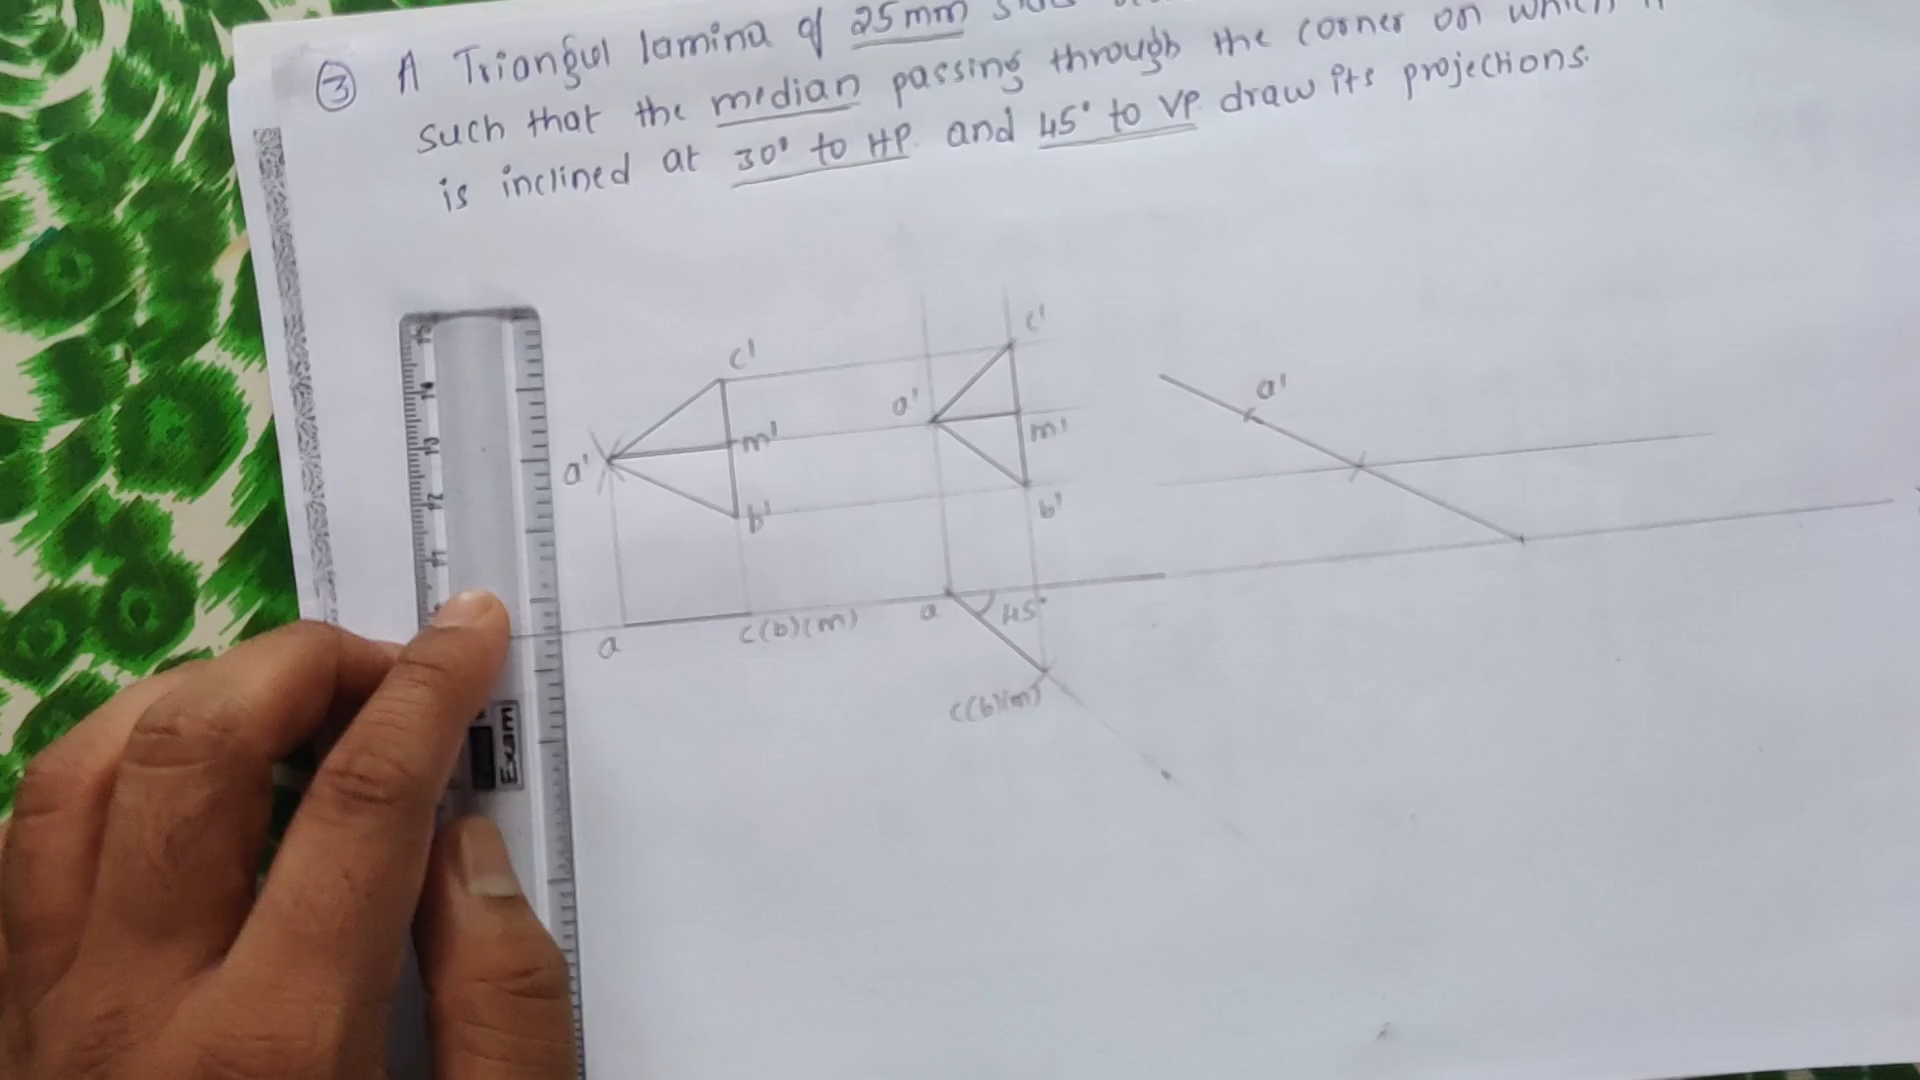 ③ A Triangul lamina of 25mm
such that the median passing through the corner on which
is inclined at 30° to HP. and 45° to VP. draw its projections.
c'
c'
a'
a'
m'
m'
a'
b'
b'
a
c(b)(m)
a
45°
c(b)(m)
Exam